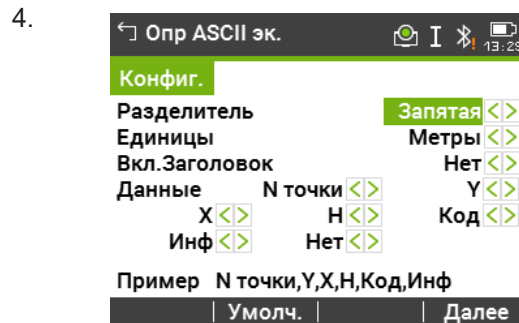 4.
Опр ASCII эк.
13:29
Конфиг.
Разделитель Запятая
Единицы Метры
Вкл.Заголовок Нет
Данные N точки Y
X H Код
Инф Нет
Пример N точки,Y,X,H,Код,Инф
Умолч. Далее